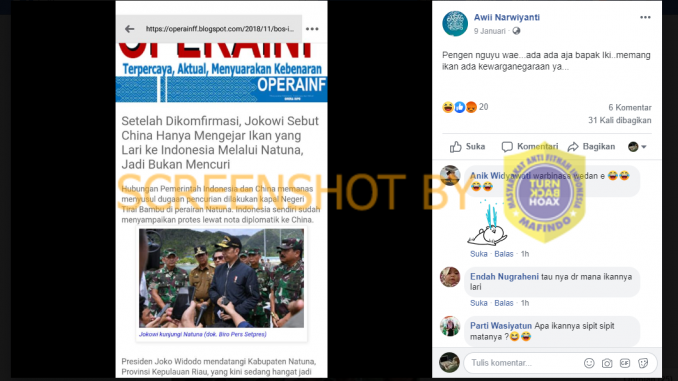 https://operainff.blogspot.com/2018/11/bos-i...
OPERAINF
Terpercaya, Aktual, Menyuarakan Kebenaran
OPERAINF
Setelah Dikomfirmasi, Jokowi Sebut
China Hanya Mengejar Ikan yang
Lari ke Indonesia Melalui Natuna,
Jadi Bukan Mencuri
Hubungan Pemerintah Indonesia dan China memanas
menyusul dugaan pencurian dilakukan kapal Negeri
Tirai Bambu di perairan Natuna. Indonesia sendiri sudah
menyampaikan protes lewat nota diplomatik ke China.
Jokowi kunjungi Natuna (dok. Biro Pers Setpres)
Presiden Joko Widodo mendatangi Kabupaten Natuna,
Provinsi Kepulauan Riau, yang kini sedang hangat jadi
SCREENSHOT BY
MASYARAKAT ANTI FITNAH INDONESIA
TURN
BACK
HOAX
MAFINDO
Awii Narwiyanti
9 Januari ·
Pengen nguyu wae...ada ada aja bapak Iki..memang
ikan ada kewarganegaraan ya...
20
6 Komentar
31 Kali dibagikan
Suka Komentari Bagikan
Anik Widyawati warbinasa edan e
Suka · Balas · 1h
Endah Nugraheni tau nya dr mana ikannya
lari
Suka · Balas · 1h
Parti Wasiyatun Apa ikannya sipit sipit
matanya ?
Tulis komentar...
GIF